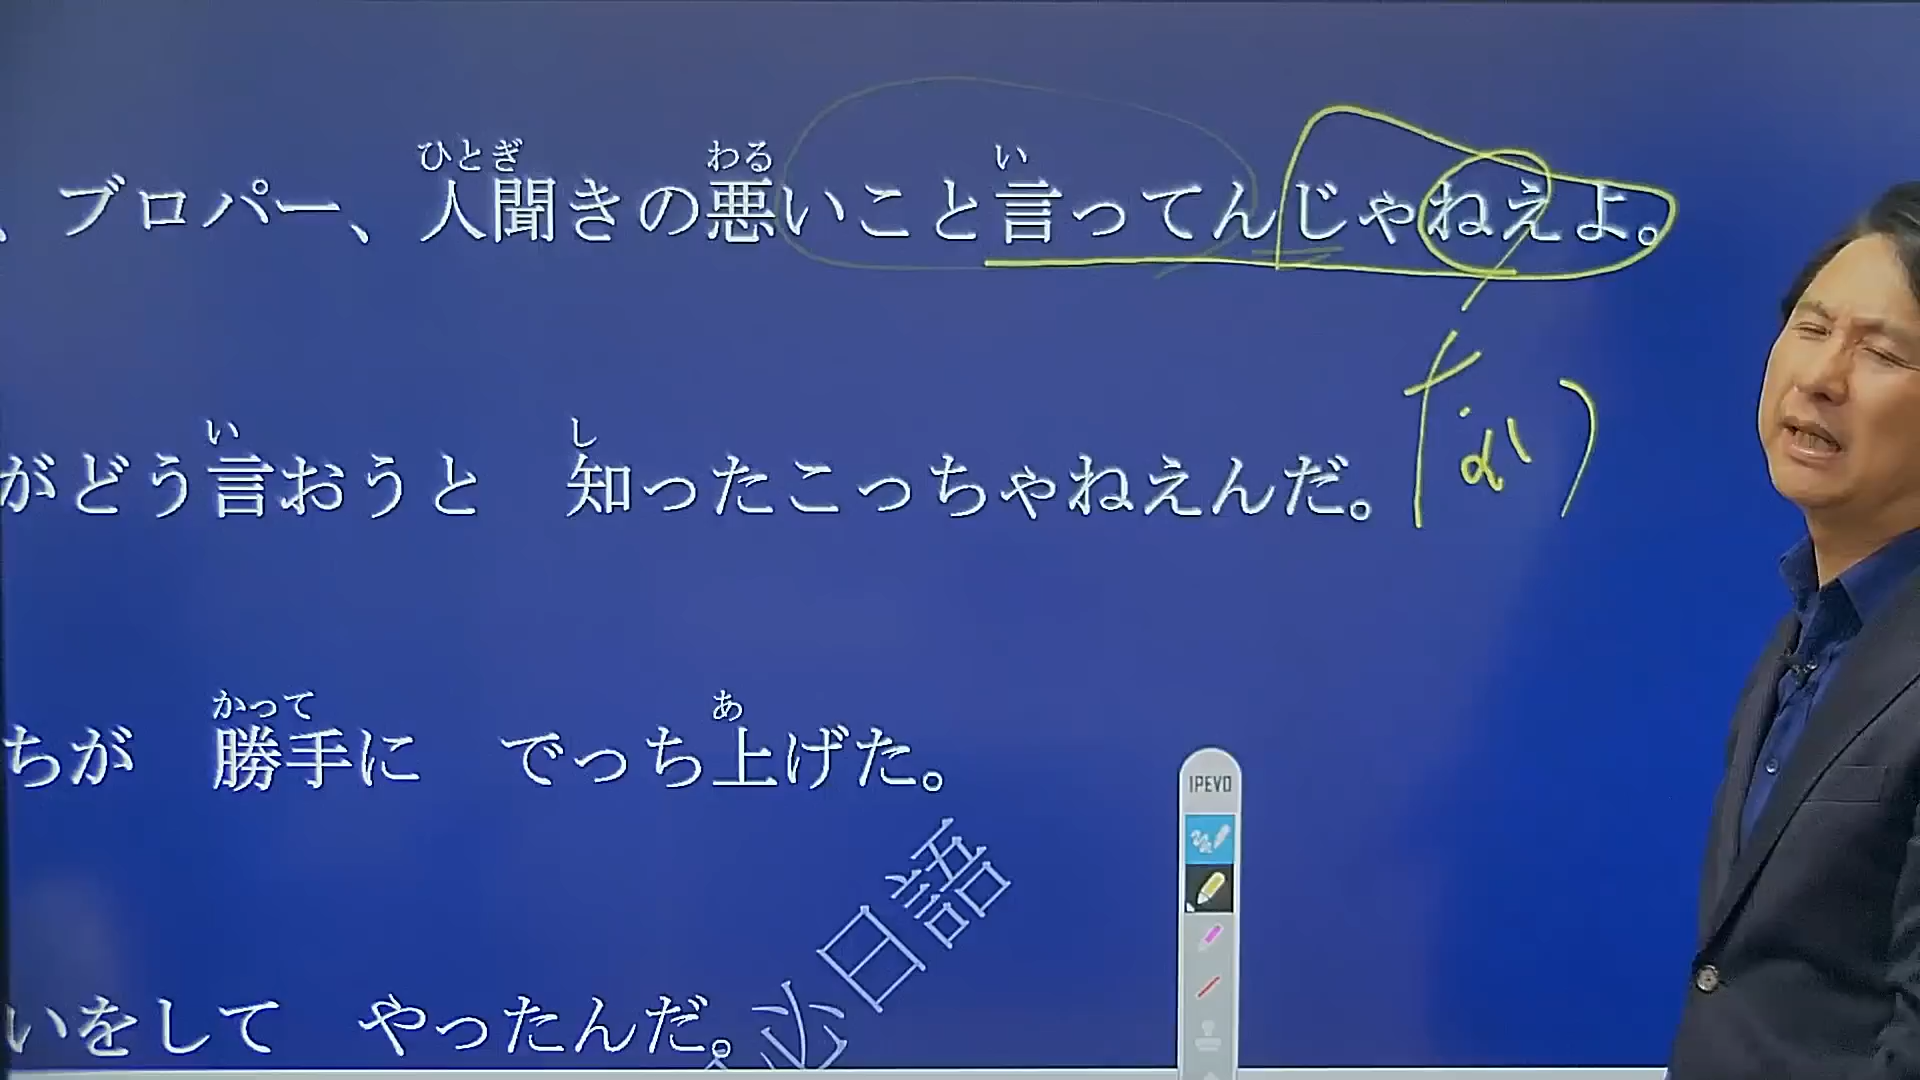 、ブロパー、人聞きの悪いこと言ってんじゃねえよ。
ひとぎ わる い
ない
がどう言おうと 知ったこっちゃねえんだ。
い し
ちが 勝手に でっち上げた。
かって あ
IPEVO
いをして やったんだ。
必日語